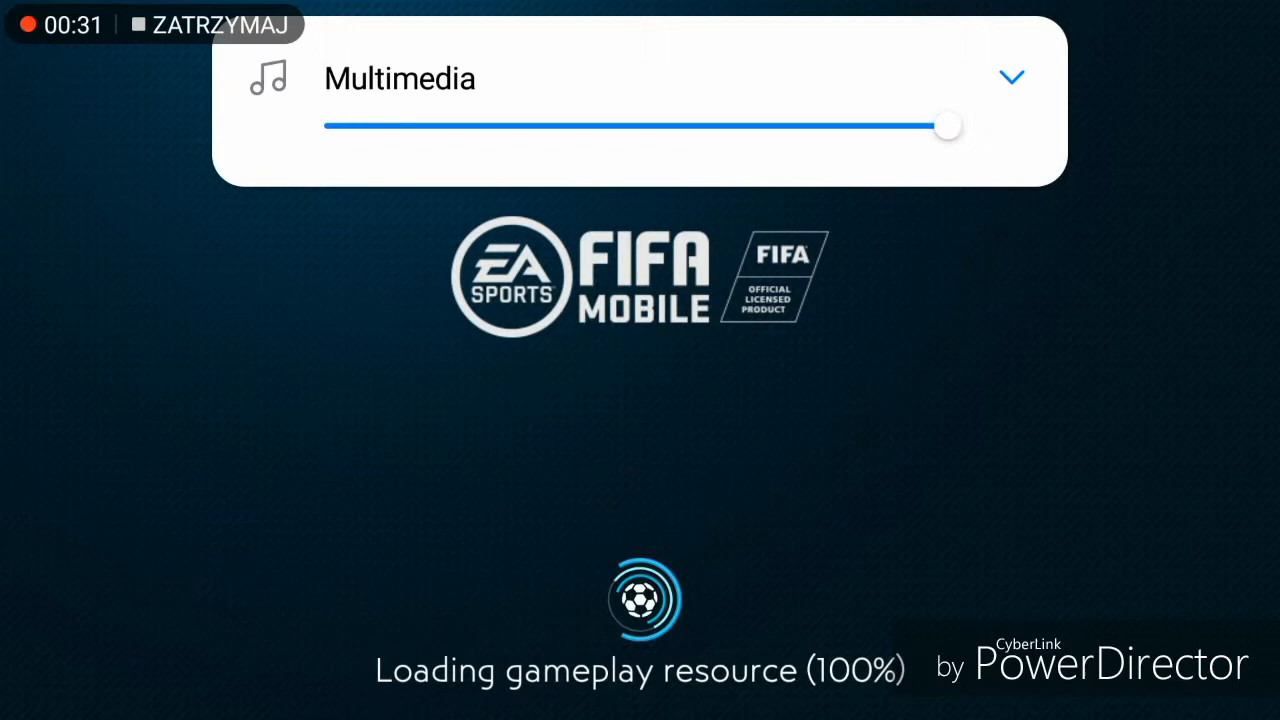 00:31 ZATRZYMAJ
Multimedia
EA SPORTS
FIFA
MOBILE
FIFA
OFFICIAL
LICENSED
PRODUCT
Loading gameplay resource (100%)
CyberLink
by PowerDirector